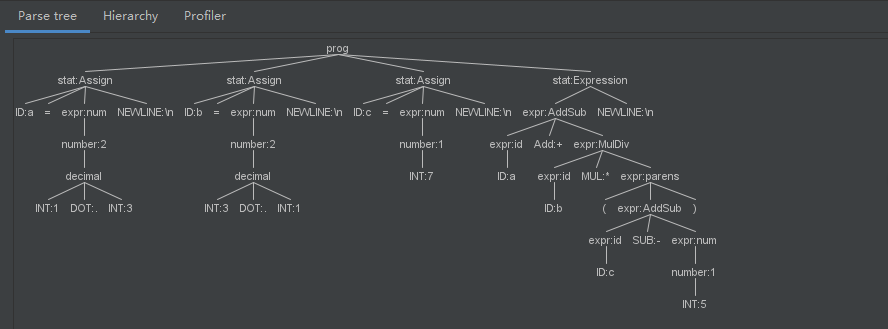 Parse tree Hierarchy Profiler
prog
stat:Assign stat:Assign stat:Assign stat:Expression
ID:a = expr:num NEWLINE:\n ID:b = expr:num NEWLINE:\n ID:c = expr:num NEWLINE:\n expr:AddSub NEWLINE:\n
number:2 number:2 number:1 expr:id Add:+ expr:MulDiv
decimal decimal INT:7 ID:a expr:id MUL:* expr:parens
INT:1 DOT:. INT:3 INT:3 DOT:. INT:1 ID:b ( expr:AddSub )
expr:id SUB:- expr:num
ID:c number:1
INT:5